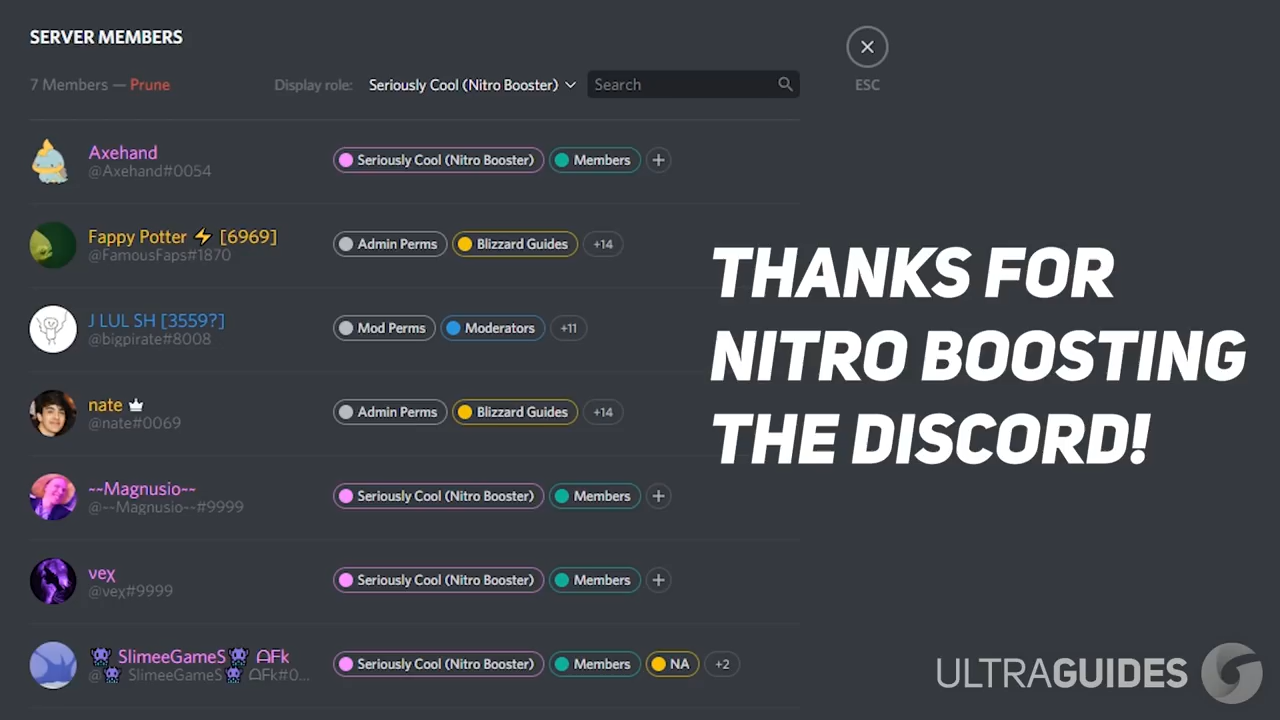 SERVER MEMBERS
7 Members — Prune
Display role: Seriously Cool (Nitro Booster)
Search
ESC
Axehand
@Axehand#0054
Seriously Cool (Nitro Booster) Members +
Fappy Potter ⚡ [6969]
@FamousFaps#1870
Admin Perms Blizzard Guides +14
J LUL SH [3559?]
@bigpirate#8008
Mod Perms Moderators +11
nate
@nate#0069
Admin Perms Blizzard Guides +14
~~Magnusio~~
@~~Magnusio~~#9999
Seriously Cool (Nitro Booster) Members +
vex
@vex#9999
Seriously Cool (Nitro Booster) Members +
👾 SlimeeGameS👾 ᗩFk
@👾 SlimeeGameS👾 ᗩFk#0...
Seriously Cool (Nitro Booster) Members NA +2
THANKS FOR
NITRO BOOSTING
THE DISCORD!
ULTRAGUIDES